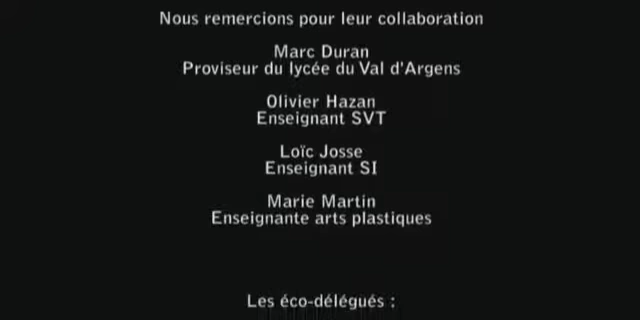 Nous remercions pour leur collaboration
Marc Duran
Proviseur du lycée du Val d'Argens
Olivier Hazan
Enseignant SVT
Loïc Josse
Enseignant SI
Marie Martin
Enseignante arts plastiques
Les éco-délégués :